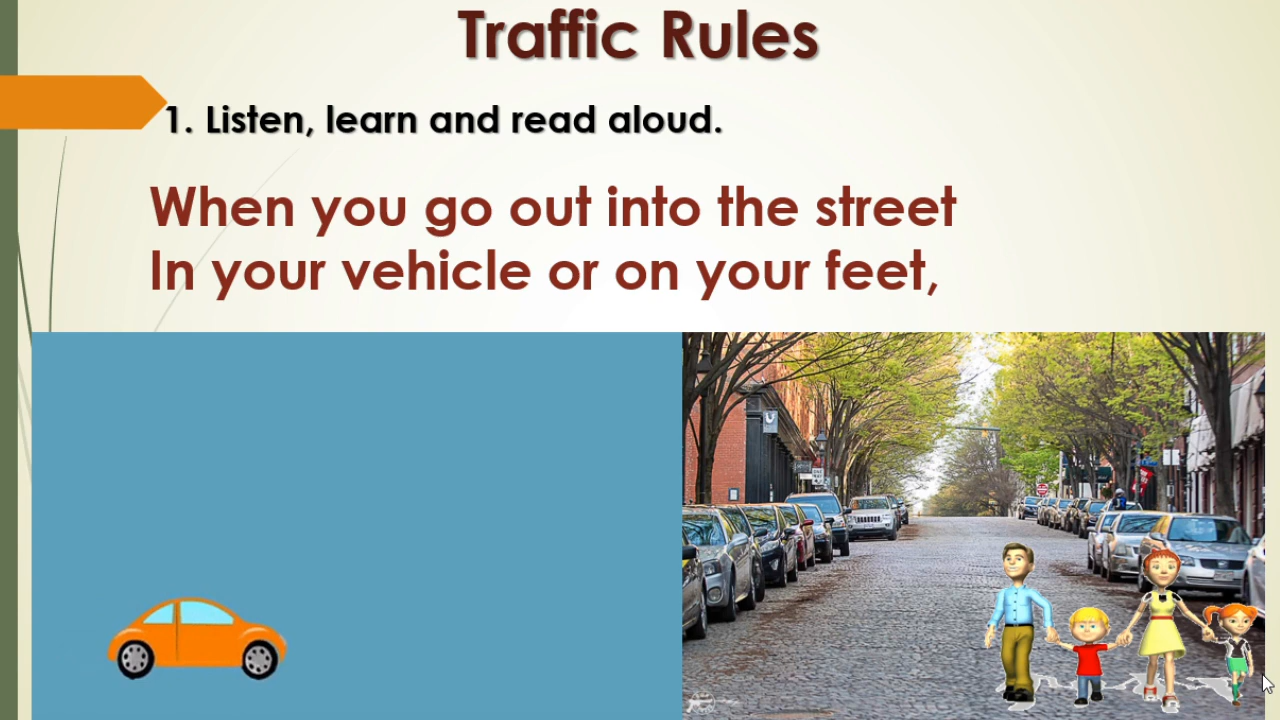 Traffic Rules
1. Listen, learn and read aloud.
When you go out into the street
In your vehicle or on your feet,